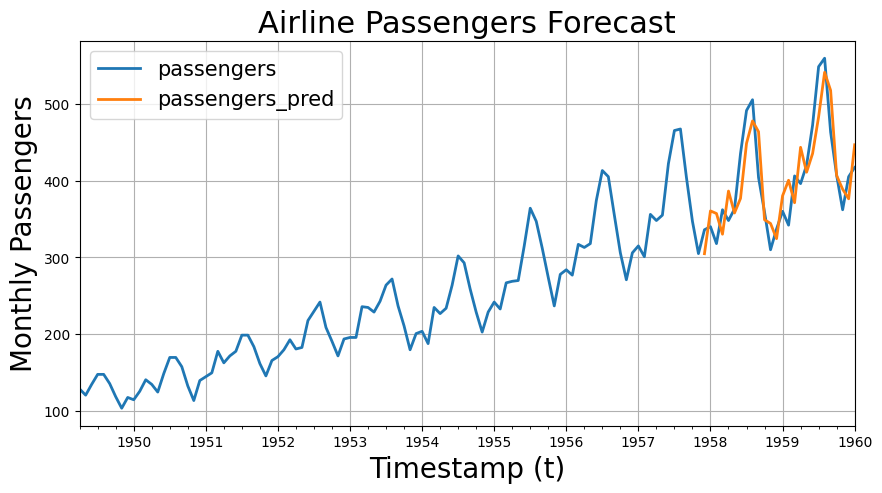 Airline Passengers Forecast
passengers
passengers_pred
Monthly Passengers
500
400
300
200
100
1950 1951 1952 1953 1954 1955 1956 1957 1958 1959 1960
Timestamp (t)